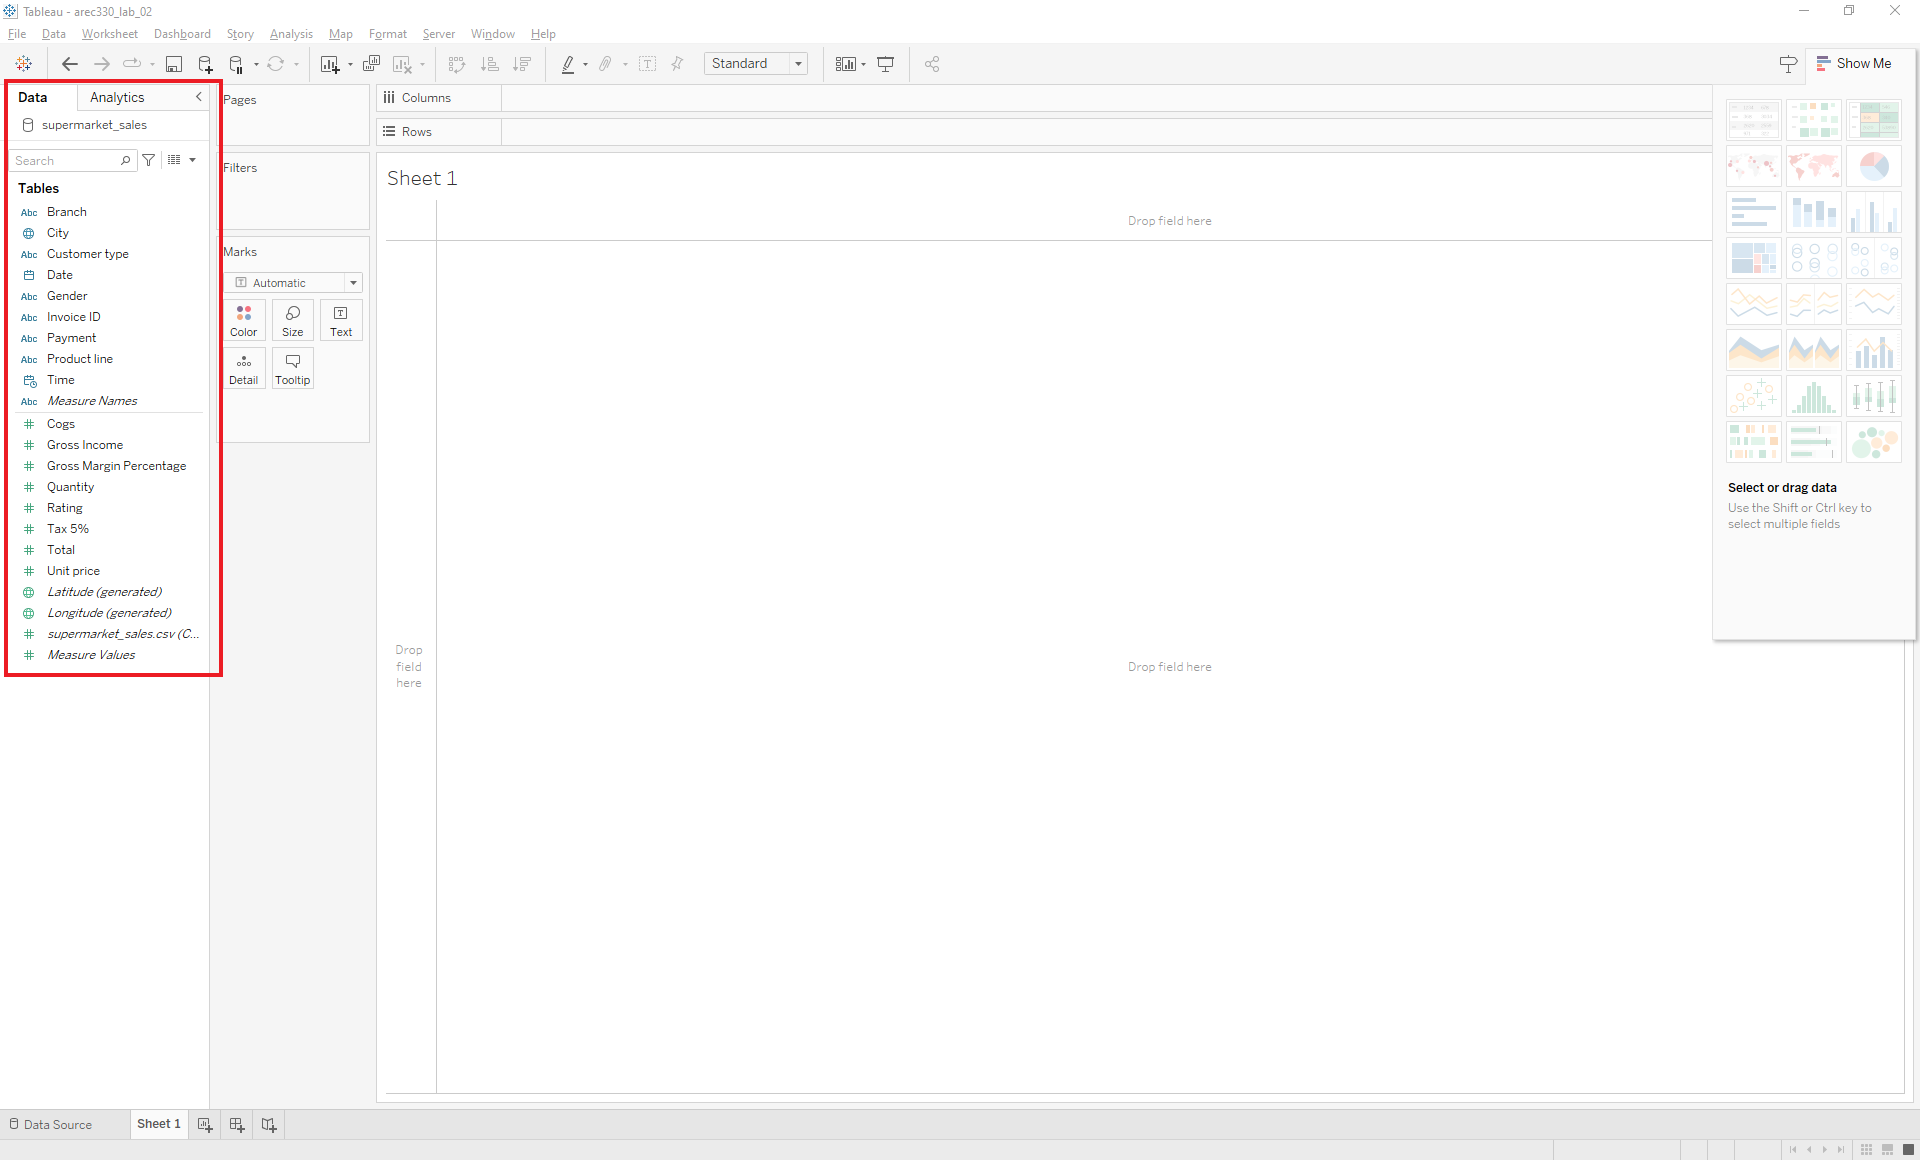 Tableau - arec330_lab_02
File Data Worksheet Dashboard Story Analysis Map Format Server Window Help
Standard
Show Me
Data Analytics
supermarket_sales
Search
Tables
Abc Branch
City
Abc Customer type
Date
Abc Gender
Abc Invoice ID
Abc Payment
Abc Product line
Time
Abc Measure Names
# Cogs
# Gross Income
# Gross Margin Percentage
# Quantity
# Rating
# Tax 5%
# Total
# Unit price
Latitude (generated)
Longitude (generated)
# supermarket_sales.csv (C...
# Measure Values
Pages
Filters
Marks
T Automatic
Color Size T Text
Detail Tooltip
Columns
Rows
Sheet 1
Drop field here
Drop
field
here
Drop field here
Select or drag data
Use the Shift or Ctrl key to
select multiple fields
Data Source Sheet 1